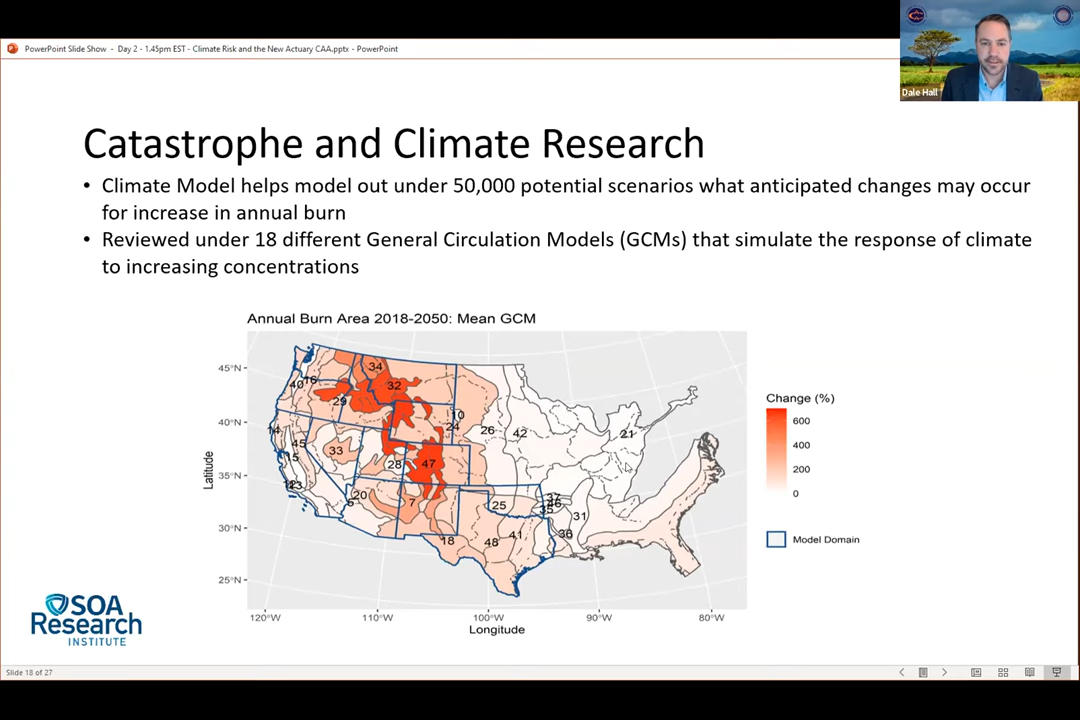 PowerPoint Slide Show - Day 2 - 1.45pm EST - Climate Risk and the New Actuary CAA.pptx - PowerPoint
Dale Hall
Catastrophe and Climate Research
• Climate Model helps model out under 50,000 potential scenarios what anticipated changes may occur
for increase in annual burn
• Reviewed under 18 different General Circulation Models (GCMs) that simulate the response of climate
to increasing concentrations
Annual Burn Area 2018-2050: Mean GCM
45°N
40°N
35°N
30°N
25°N
Latitude
34
40 16
32
29
10
24
26
42
21
14
45
15
33
28
47
20
7
25
31
36
18
48
41
120°W 110°W 100°W 90°W 80°W
Longitude
Change (%)
600
400
200
0
Model Domain
SOA
Research
INSTITUTE
Slide 18 of 27